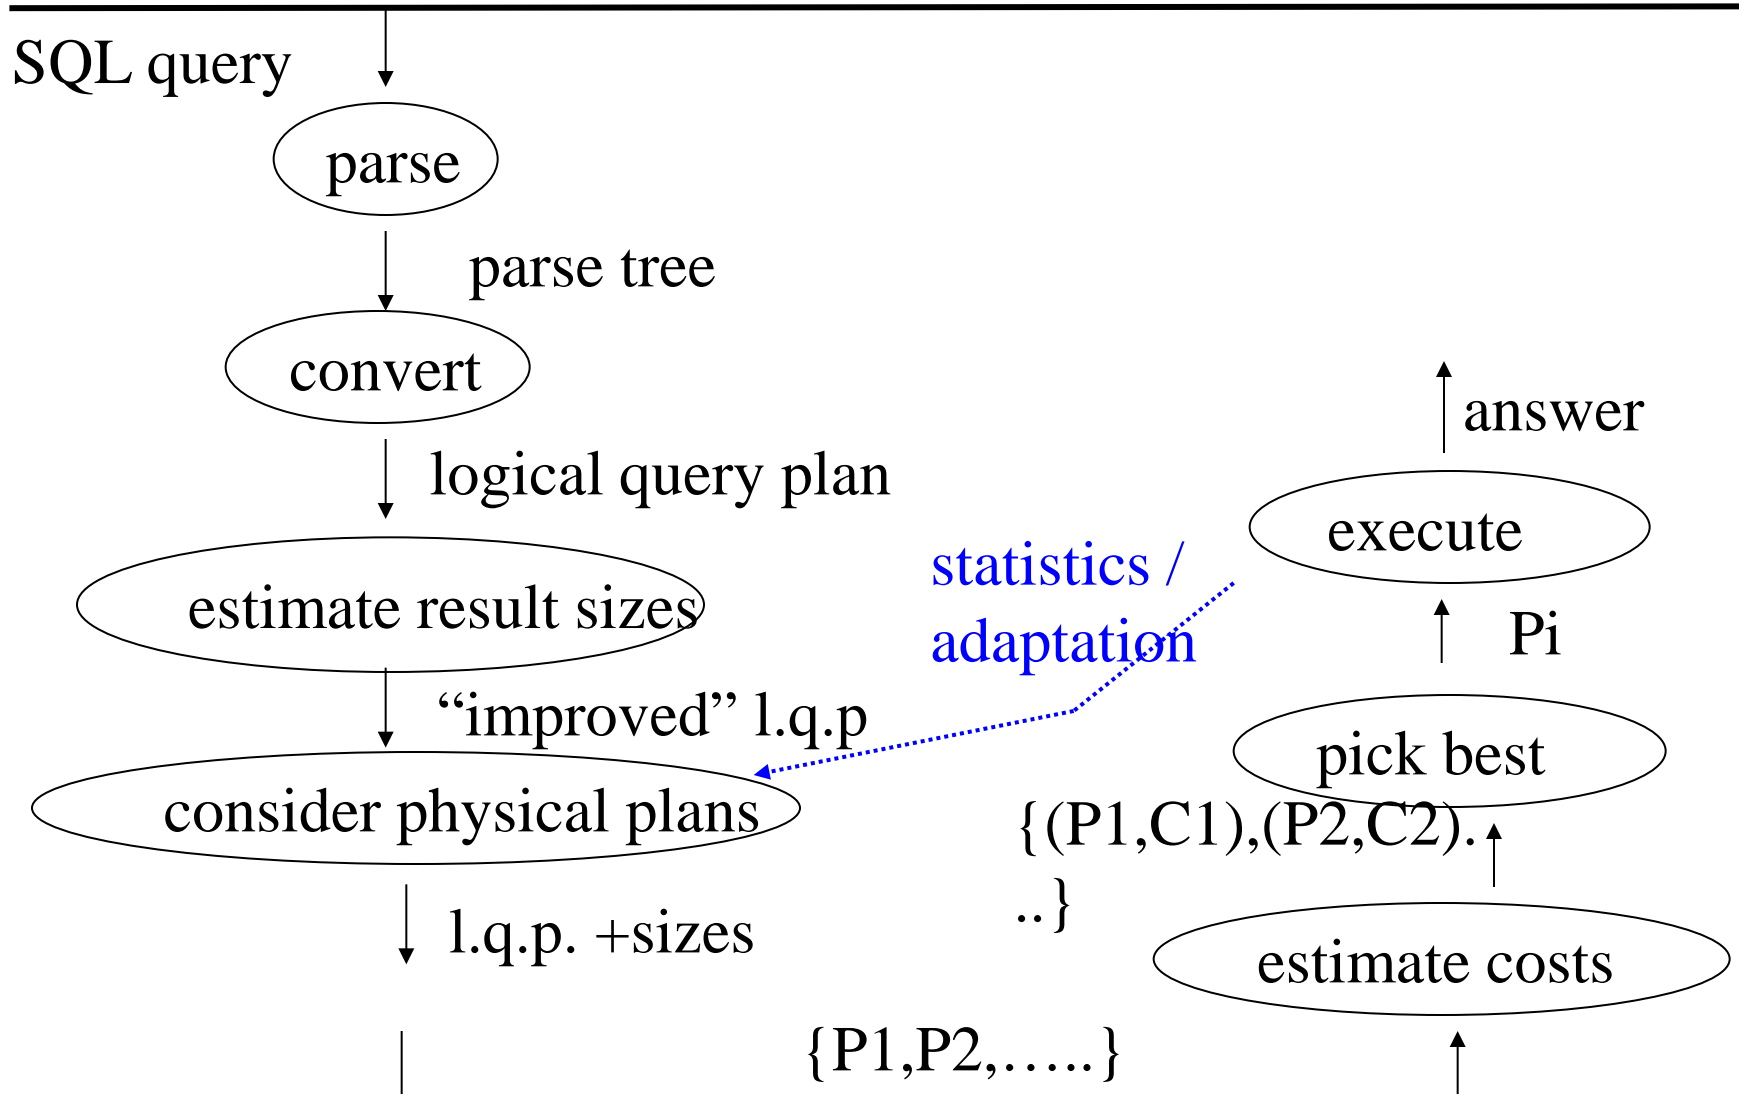 SQL query
parse
parse tree
convert
logical query plan
estimate result sizes
“improved” l.q.p
consider physical plans
l.q.p. +sizes
{P1,P2,…..}
estimate costs
{(P1,C1),(P2,C2).
..}
pick best
Pi
execute
answer
statistics /
adaptation